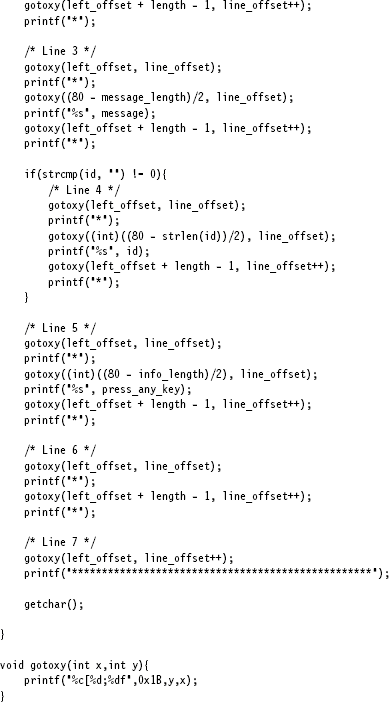 gotoxy(left_offset + length - 1, line_offset++);
printf("*");
/* Line 3 */
gotoxy(left_offset, line_offset);
printf("*");
gotoxy((80 - message_length)/2, line_offset);
printf("%s", message);
gotoxy(left_offset + length - 1, line_offset++);
printf("*");
if(strcmp(id, "") != 0){
/* Line 4 */
gotoxy(left_offset, line_offset);
printf("*");
gotoxy((int)((80 - strlen(id))/2), line_offset);
printf("%s", id);
gotoxy(left_offset + length - 1, line_offset++);
printf("*");
}
/* Line 5 */
gotoxy(left_offset, line_offset);
printf("*");
gotoxy((int)((80 - info_length)/2), line_offset);
printf("%s", press_any_key);
gotoxy(left_offset + length - 1, line_offset++);
printf("*");
/* Line 6 */
gotoxy(left_offset, line_offset);
printf("*");
gotoxy(left_offset + length - 1, line_offset++);
printf("*");
/* Line 7 */
gotoxy(left_offset, line_offset++);
printf("**************************************************");
getchar();
}
void gotoxy(int x,int y){
printf("%c[%d;%df",0x1B,y,x);
}